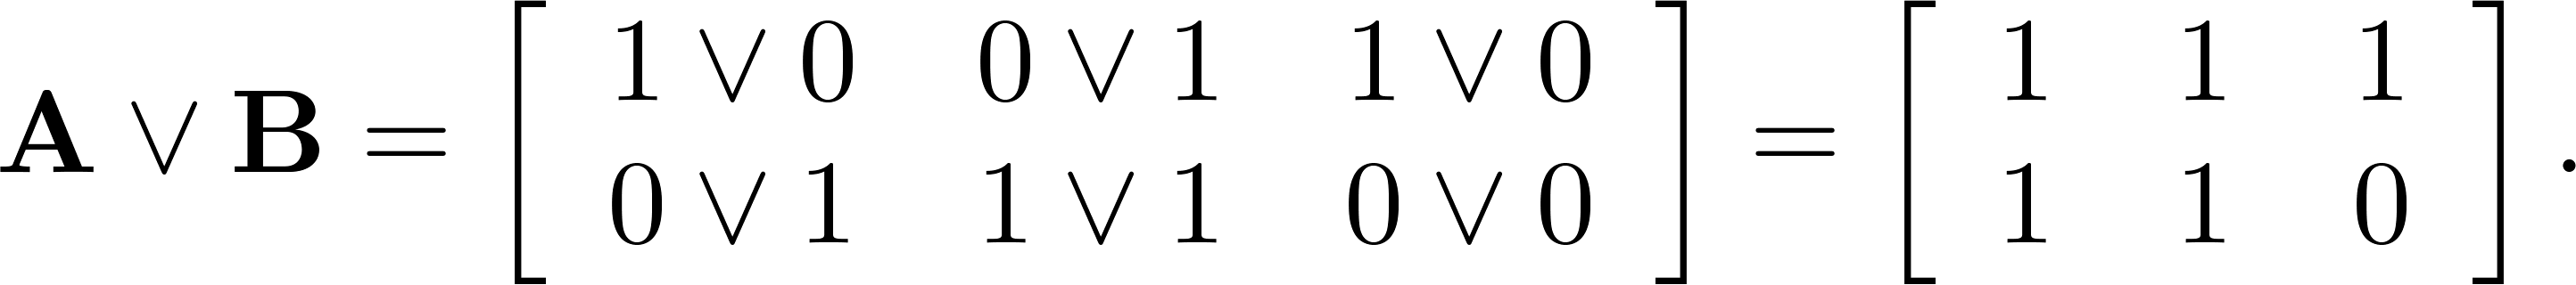 A ∨ B = [ 1 ∨ 0 0 ∨ 1 1 ∨ 0 ; 0 ∨ 1 1 ∨ 1 0 ∨ 0 ] = [ 1 1 1 ; 1 1 0 ] .